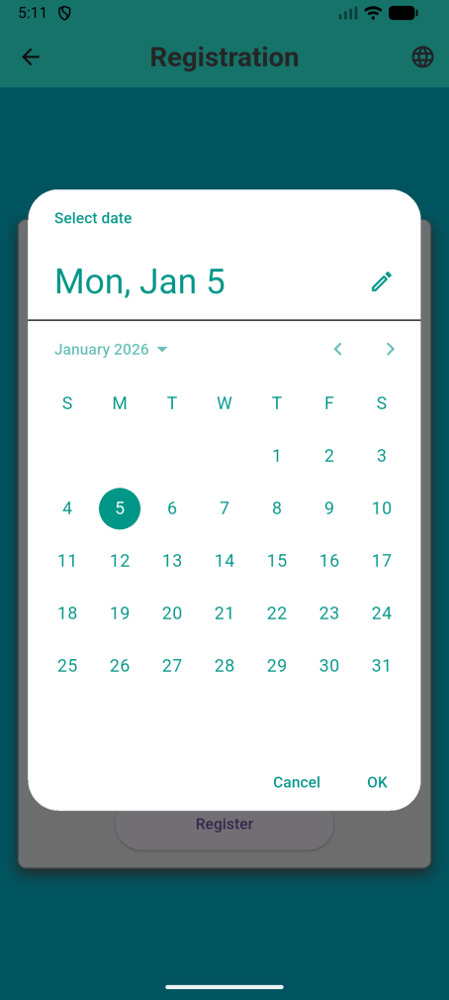 5:11
Registration
Select date
Mon, Jan 5
January 2026
S M T W T F S
1 2 3
4 5 6 7 8 9 10
11 12 13 14 15 16 17
18 19 20 21 22 23 24
25 26 27 28 29 30 31
Cancel OK
Register